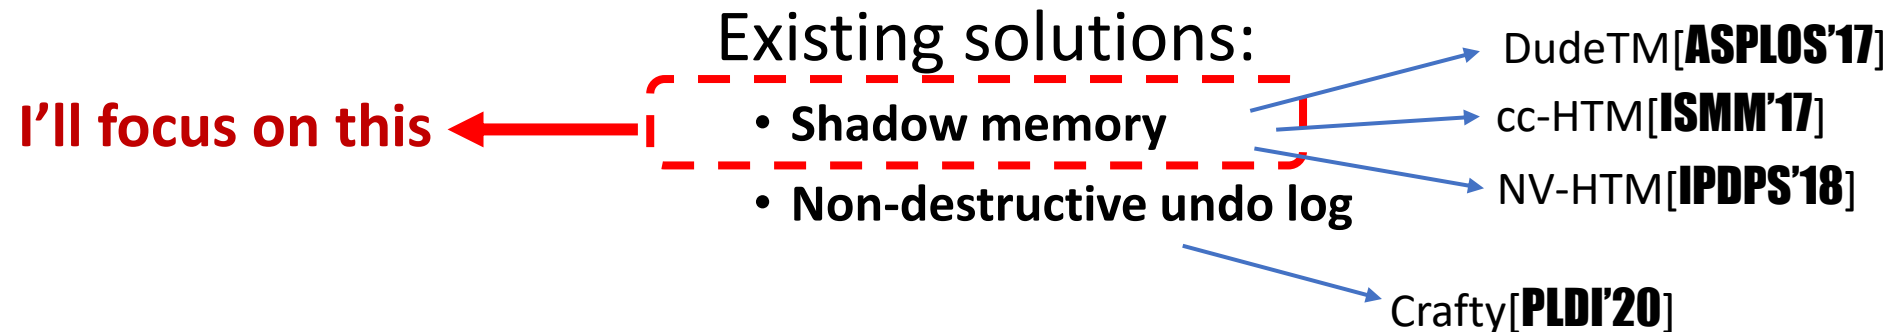 Existing solutions:
I'll focus on this
• Shadow memory
• Non-destructive undo log
DudeTM[ASPLOS'17]
cc-HTM[ISMM'17]
NV-HTM[IPDPS'18]
Crafty[PLDI'20]